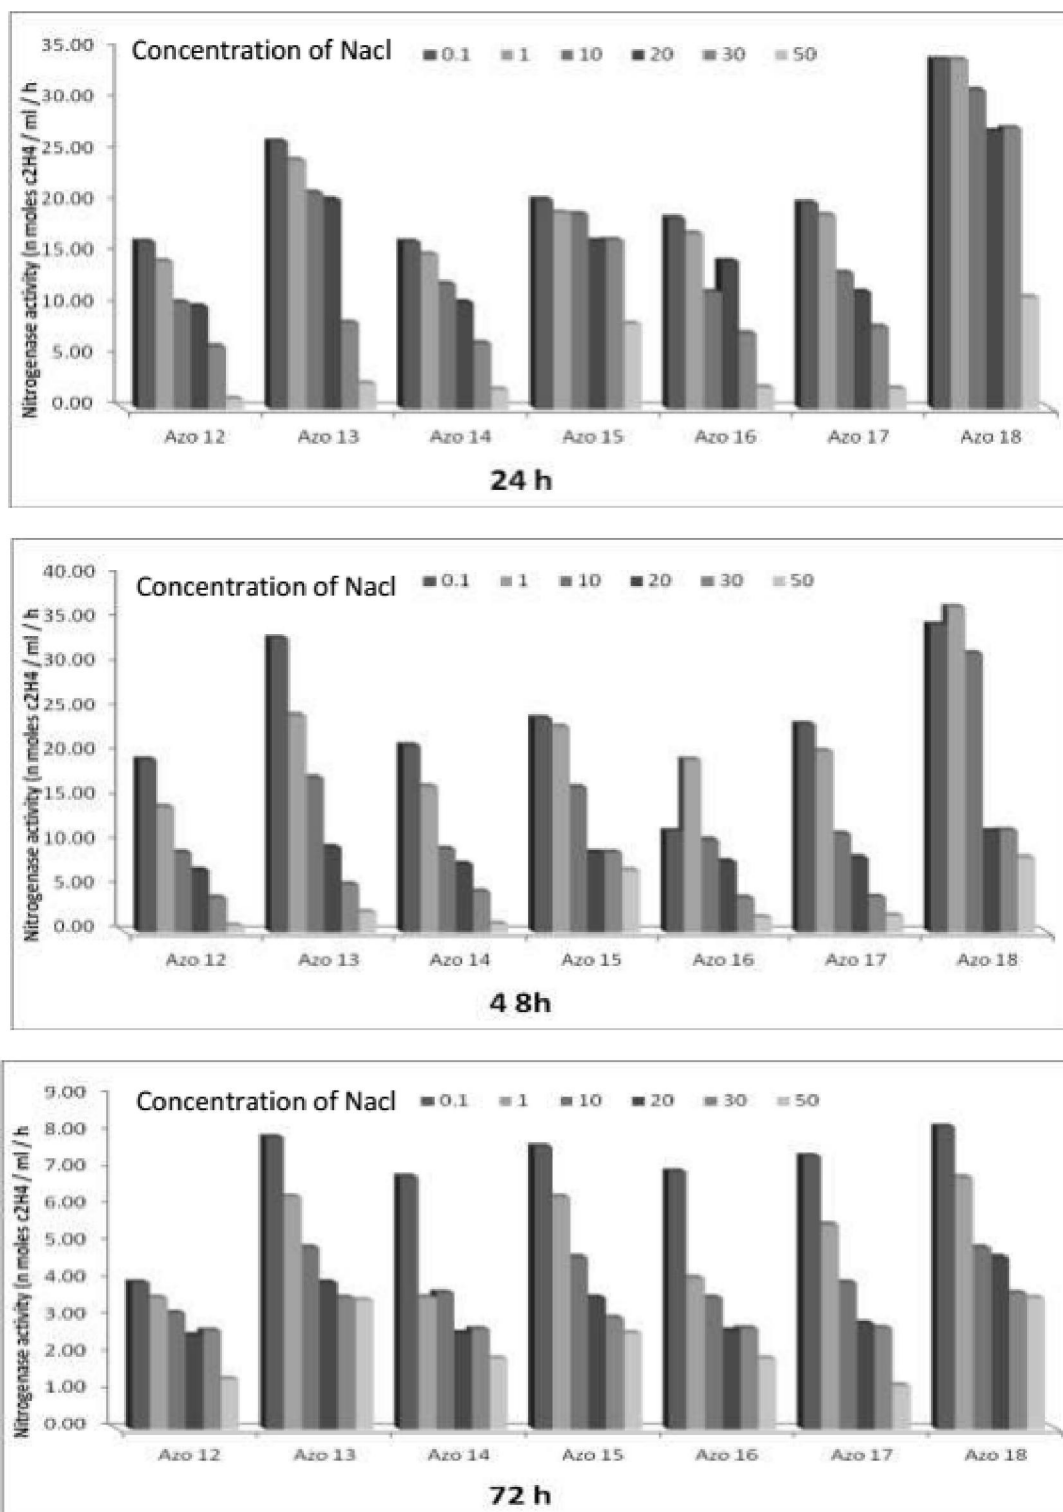 Concentration of Nacl 0.1 1 10 20 30 50
Nitrogenase activity (n moles c2H4 / ml / h
35.00
30.00
25.00
20.00
15.00
10.00
5.00
0.00
Azo 12 Azo 13 Azo 14 Azo 15 Azo 16 Azo 17 Azo 18
24 h
Concentration of Nacl 0.1 1 10 20 30 50
Nitrogenase activity (n moles c2H4 / ml / h
40.00
35.00
30.00
25.00
20.00
15.00
10.00
5.00
0.00
Azo 12 Azo 13 Azo 14 Azo 15 Azo 16 Azo 17 Azo 18
4 8h
Concentration of Nacl 0.1 1 10 20 30 50
Nitrogenase activity (n moles c2H4 / ml / h
9.00
8.00
7.00
6.00
5.00
4.00
3.00
2.00
1.00
0.00
Azo 12 Azo 13 Azo 14 Azo 15 Azo 16 Azo 17 Azo 18
72 h